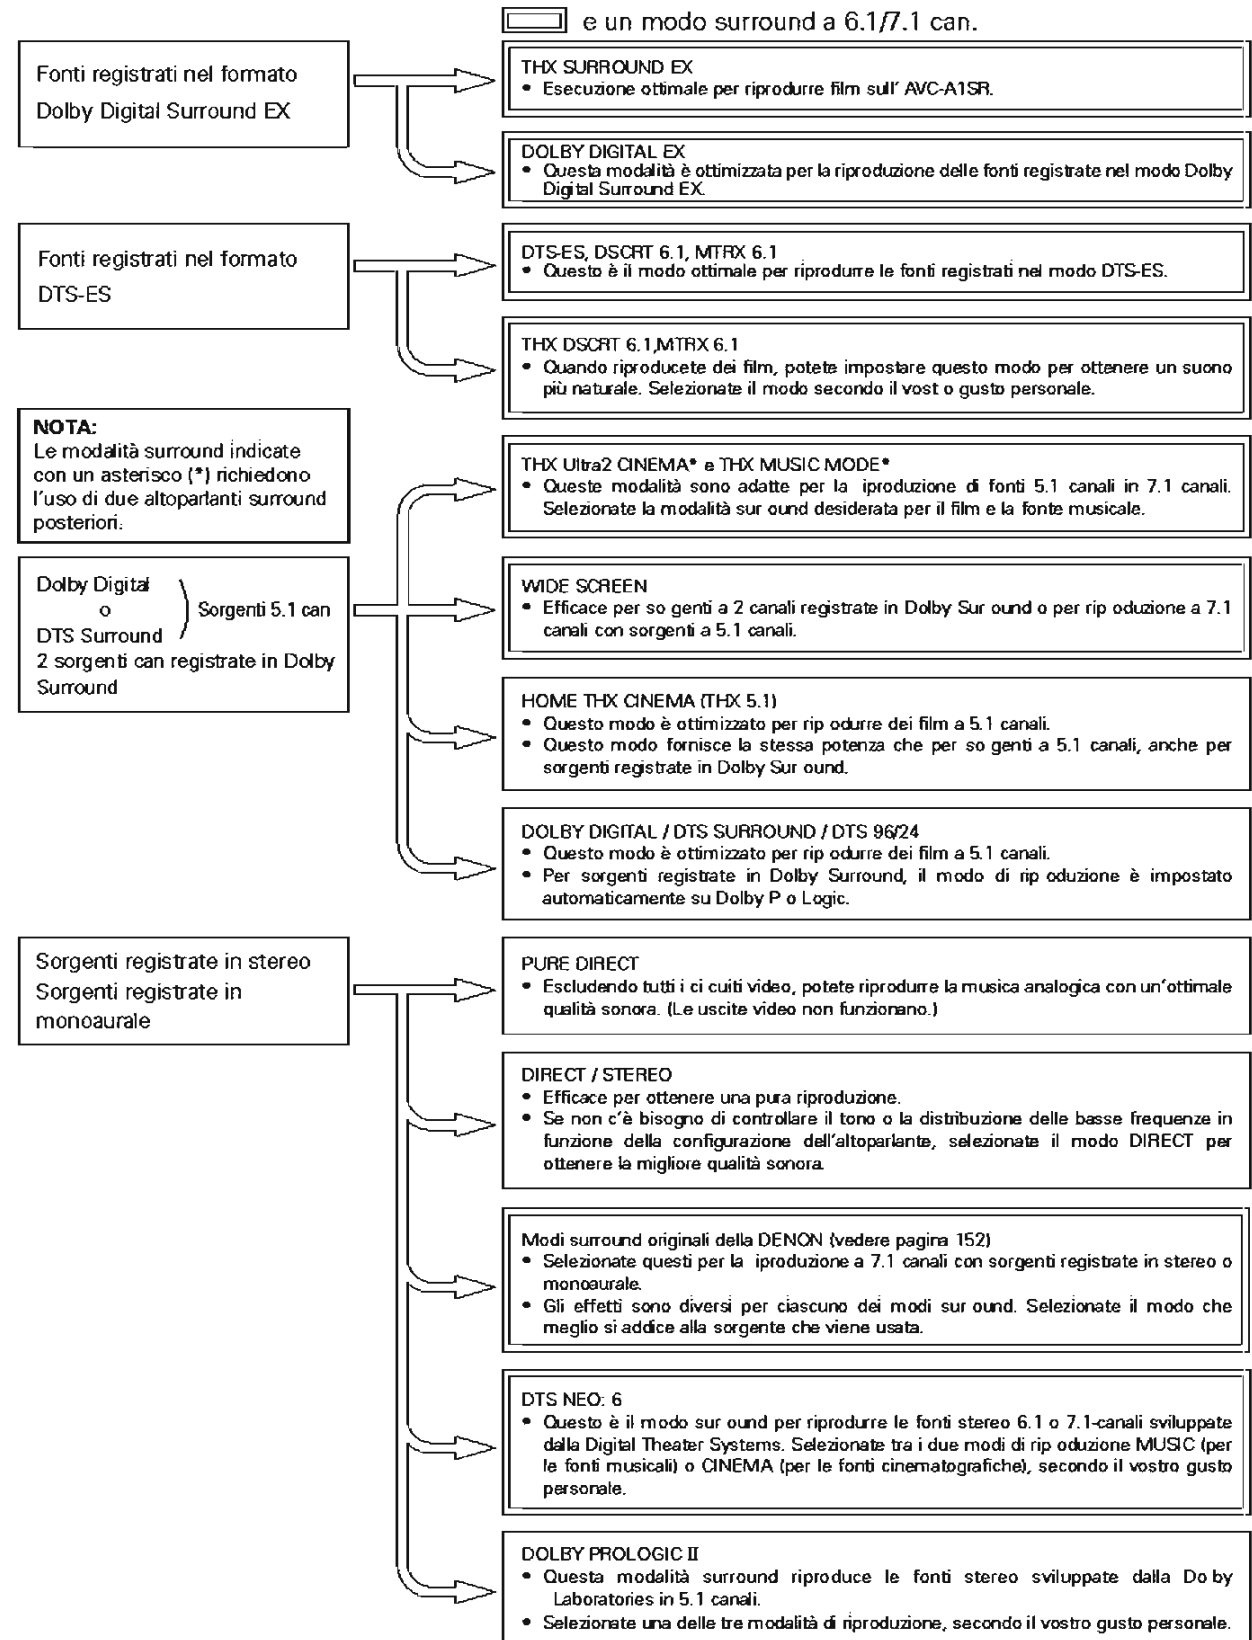 e un modo surround a 6.1/7.1 can.
Fonti registrati nel formato
Dolby Digital Surround EX
THX SURROUND EX
• Esecuzione ottimale per riprodurre film sull' AVC-A1SR.
DOLBY DIGITAL EX
• Questa modalità è ottimizzata per la riproduzione delle fonti registrate nel modo Dolby
Digital Surround EX.
Fonti registrati nel formato
DTS-ES
DTS-ES, DSCRT 6.1, MTRX 6.1
• Questo è il modo ottimale per riprodurre le fonti registrati nel modo DTS-ES.
THX DSCRT 6.1,MTRX 6.1
• Quando riproducete dei film, potete impostare questo modo per ottenere un suono
più naturale. Selezionate il modo secondo il vost o gusto personale.
NOTA:
Le modalità surround indicate
con un asterisco (*) richiedono
l'uso di due altoparlanti surround
posteriori.
THX Ultra2 CINEMA* e THX MUSIC MODE*
• Queste modalità sono adatte per la iproduzione di fonti 5.1 canali in 7.1 canali.
Selezionate la modalità sur ound desiderata per il film e la fonte musicale.
Dolby Digital
o
DTS Surround
Sorgenti 5.1 can
2 sorgenti can registrate in Dolby
Surround
WIDE SCREEN
• Efficace per so genti a 2 canali registrate in Dolby Sur ound o per rip oduzione a 7.1
canali con sorgenti a 5.1 canali.
HOME THX CINEMA (THX 5.1)
• Questo modo è ottimizzato per rip odurre dei film a 5.1 canali.
• Questo modo fornisce la stessa potenza che per so genti a 5.1 canali, anche per
sorgenti registrate in Dolby Sur ound.
DOLBY DIGITAL / DTS SURROUND / DTS 96/24
• Questo modo è ottimizzato per rip odurre dei film a 5.1 canali.
• Per sorgenti registrate in Dolby Surround, il modo di rip oduzione è impostato
automaticamente su Dolby P o Logic.
Sorgenti registrate in stereo
Sorgenti registrate in
monoaurale
PURE DIRECT
• Escludendo tutti i ci cuiti video, potete riprodurre la musica analogica con un'ottimale
qualità sonora. (Le uscite video non funzionano.)
DIRECT / STEREO
• Efficace per ottenere una pura riproduzione.
• Se non c'è bisogno di controllare il tono o la distribuzione delle basse frequenze in
funzione della configurazione dell'altoparlante, selezionate il modo DIRECT per
ottenere la migliore qualità sonora.
Modi surround originali della DENON (vedere pagina 152)
• Selezionate questi per la iproduzione a 7.1 canali con sorgenti registrate in stereo o
monoaurale.
• Gli effetti sono diversi per ciascuno dei modi sur ound. Selezionate il modo che
meglio si addice alla sorgente che viene usata.
DTS NEO: 6
• Questo è il modo sur ound per riprodurre le fonti stereo 6.1 o 7.1-canali sviluppate
dalla Digital Theater Systems. Selezionate tra i due modi di rip oduzione MUSIC (per
le fonti musicali) o CINEMA (per le fonti cinematografiche), secondo il vostro gusto
personale.
DOLBY PROLOGIC II
• Questa modalità surround riproduce le fonti stereo sviluppate dalla Do by
Laboratories in 5.1 canali.
• Selezionate una delle tre modalità di riproduzione, secondo il vostro gusto personale.